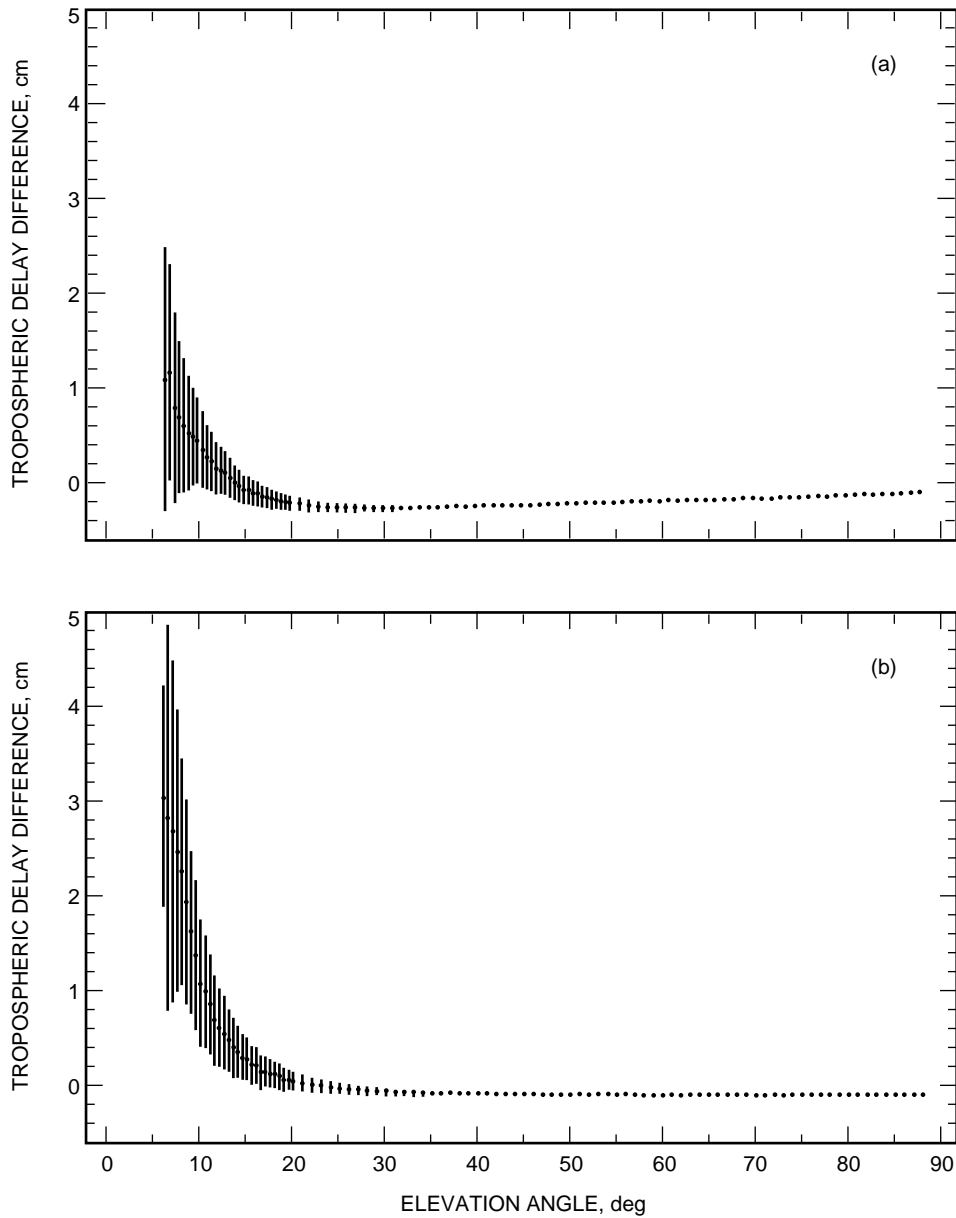 5
(a)
4
3
2
1
0
TROPOSPHERIC DELAY DIFFERENCE, cm
5
(b)
4
3
2
1
0
TROPOSPHERIC DELAY DIFFERENCE, cm
0 10 20 30 40 50 60 70 80 90
ELEVATION ANGLE, deg